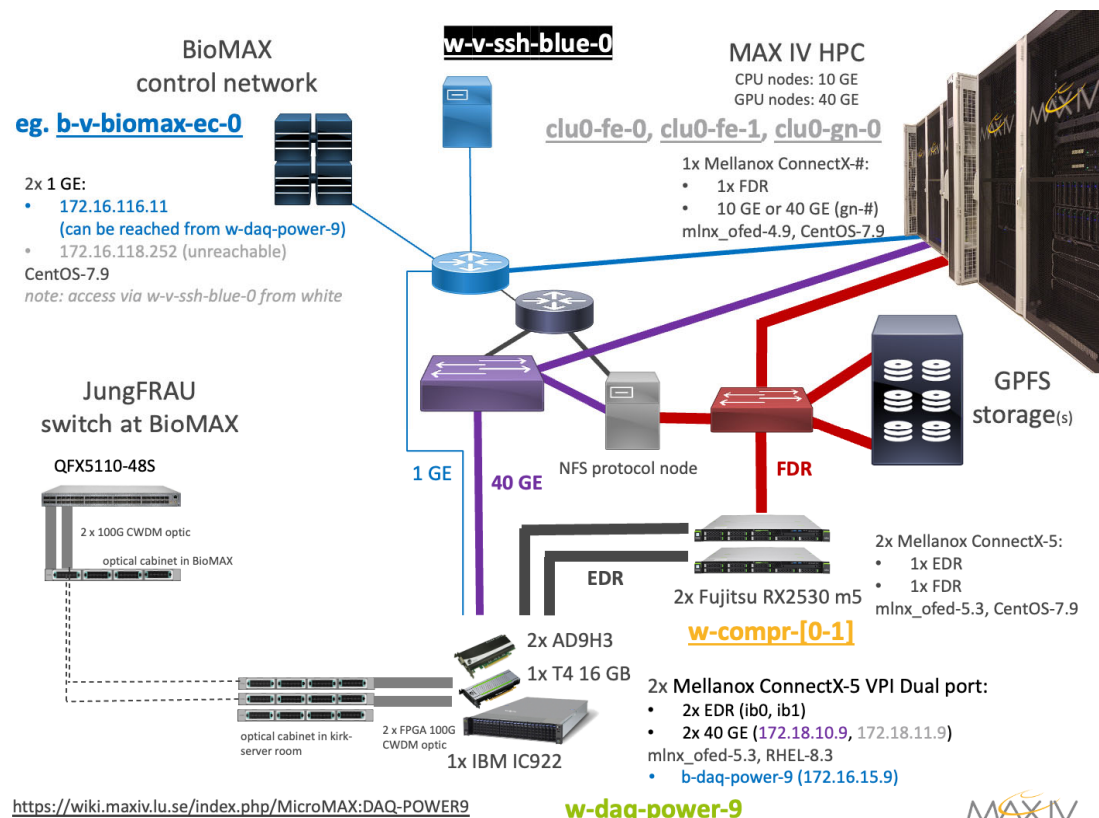 w-v-ssh-blue-0
BioMAX
control network
eg. b-v-biomax-ec-0
2x 1 GE:
• 172.16.116.11
(can be reached from w-daq-power-9)
• 172.16.118.252 (unreachable)
CentOS-7.9
note: access via w-v-ssh-blue-0 from white
MAX IV HPC
CPU nodes: 10 GE
GPU nodes: 40 GE
clu0-fe-0, clu0-fe-1, clu0-gn-0
1x Mellanox ConnectX-#:
• 1x FDR
• 10 GE or 40 GE (gn-#)
mlnx_ofed-4.9, CentOS-7.9
MAXIV
MAXIV
JungFRAU
switch at BioMAX
QFX5110-48S
2 x 100G CWDM optic
optical cabinet in BioMAX
1 GE
40 GE
NFS protocol node
FDR
GPFS
storage(s)
EDR
2x Fujitsu RX2530 m5
w-compr-[0-1]
2x Mellanox ConnectX-5:
• 1x EDR
• 1x FDR
mlnx_ofed-5.3, CentOS-7.9
2x AD9H3
1x T4 16 GB
optical cabinet in kirk-
server room
2 x FPGA 100G
CWDM optic
1x IBM IC922
2x Mellanox ConnectX-5 VPI Dual port:
• 2x EDR (ib0, ib1)
• 2x 40 GE (172.18.10.9, 172.18.11.9)
mlnx_ofed-5.3, RHEL-8.3
• b-daq-power-9 (172.16.15.9)
https://wiki.maxiv.lu.se/index.php/MicroMAX:DAQ-POWER9
w-daq-power-9
MAXIV